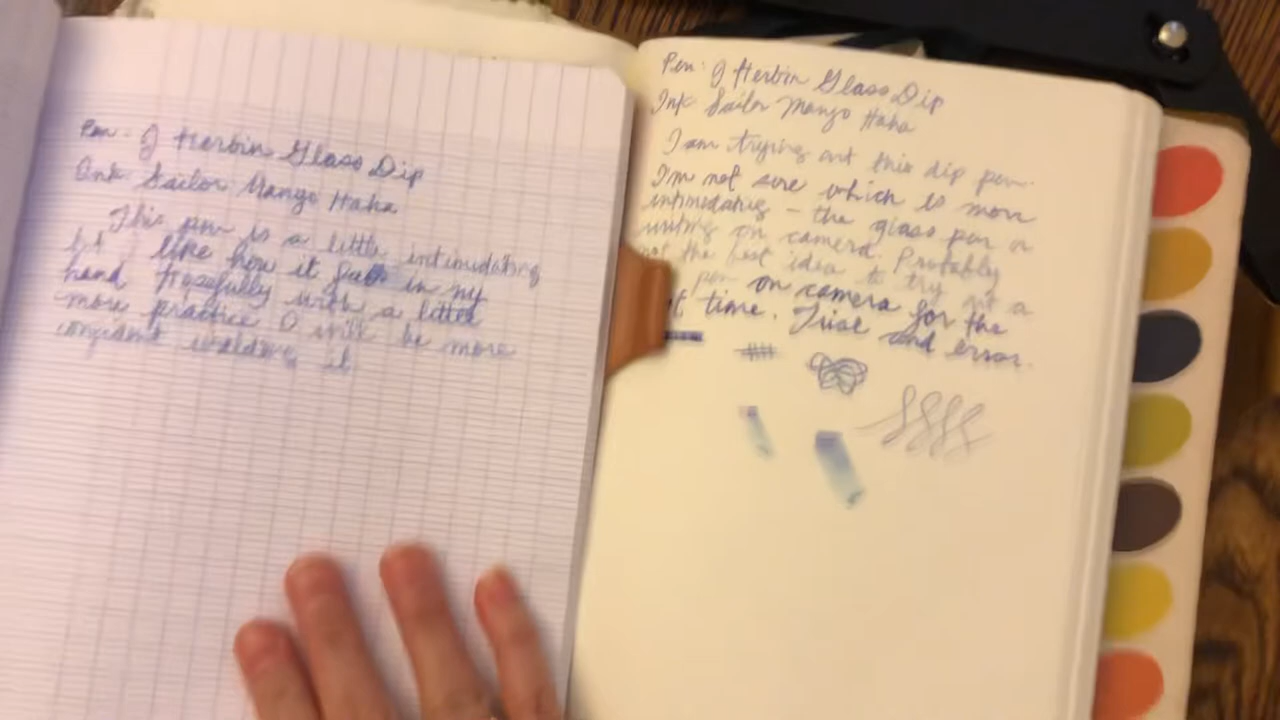 Pen: J Herbin Glass Dip
Ink: Sailor Mango Haha
This pen is a little intimidating
but I like how it feels in my
hand. Hopefully with a little
more practice I will be more
wielding it
Pen: J Herbin Glass Dip
Ink: Sailor Mango Haha
I am trying out this dip pen.
I'm not sure which is more
intimidating - the glass pen or
writing on camera. Probably
not the best idea to try out a
pen on camera for the
time. Trial and error.